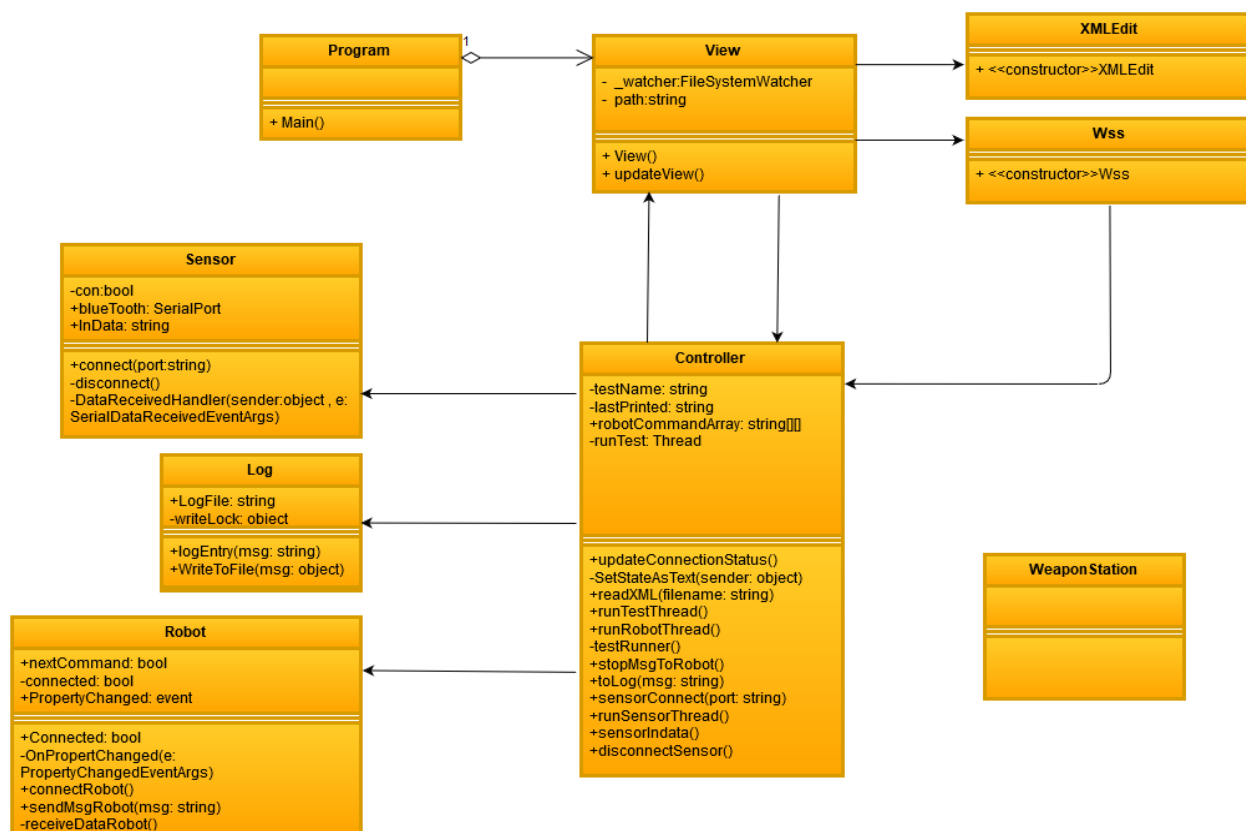 Program
+ Main()
1
View
- _watcher:FileSystemWatcher
- path:string
+ View()
+ updateView()
XMLEdit
+ <<constructor>>XMLEdit
Wss
+ <<constructor>>Wss
Sensor
-con:bool
+blueTooth: SerialPort
+InData: string
+connect(port:string)
-disconnect()
-DataReceivedHandler(sender:object , e:
SerialDataReceivedEventArgs)
Log
+LogFile: string
-writeLock: object
+logEntry(msg: string)
+WriteToFile(msg: object)
Robot
+nextCommand: bool
-connected: bool
+PropertyChanged: event
+Connected: bool
-OnPropertChanged(e:
PropertyChangedEventArgs)
+connectRobot()
+sendMsgRobot(msg: string)
-receiveDataRobot()
Controller
-testName: string
-lastPrinted: string
+robotCommandArray: string[][]
-runTest: Thread
+updateConnectionStatus()
-SetStateAsText(sender: object)
+readXML(filename: string)
+runTestThread()
+runRobotThread()
-testRunner()
+stopMsgToRobot()
+toLog(msg: string)
+sensorConnect(port: string)
+runSensorThread()
+sensorIndata()
+disconnectSensor()
WeaponStation